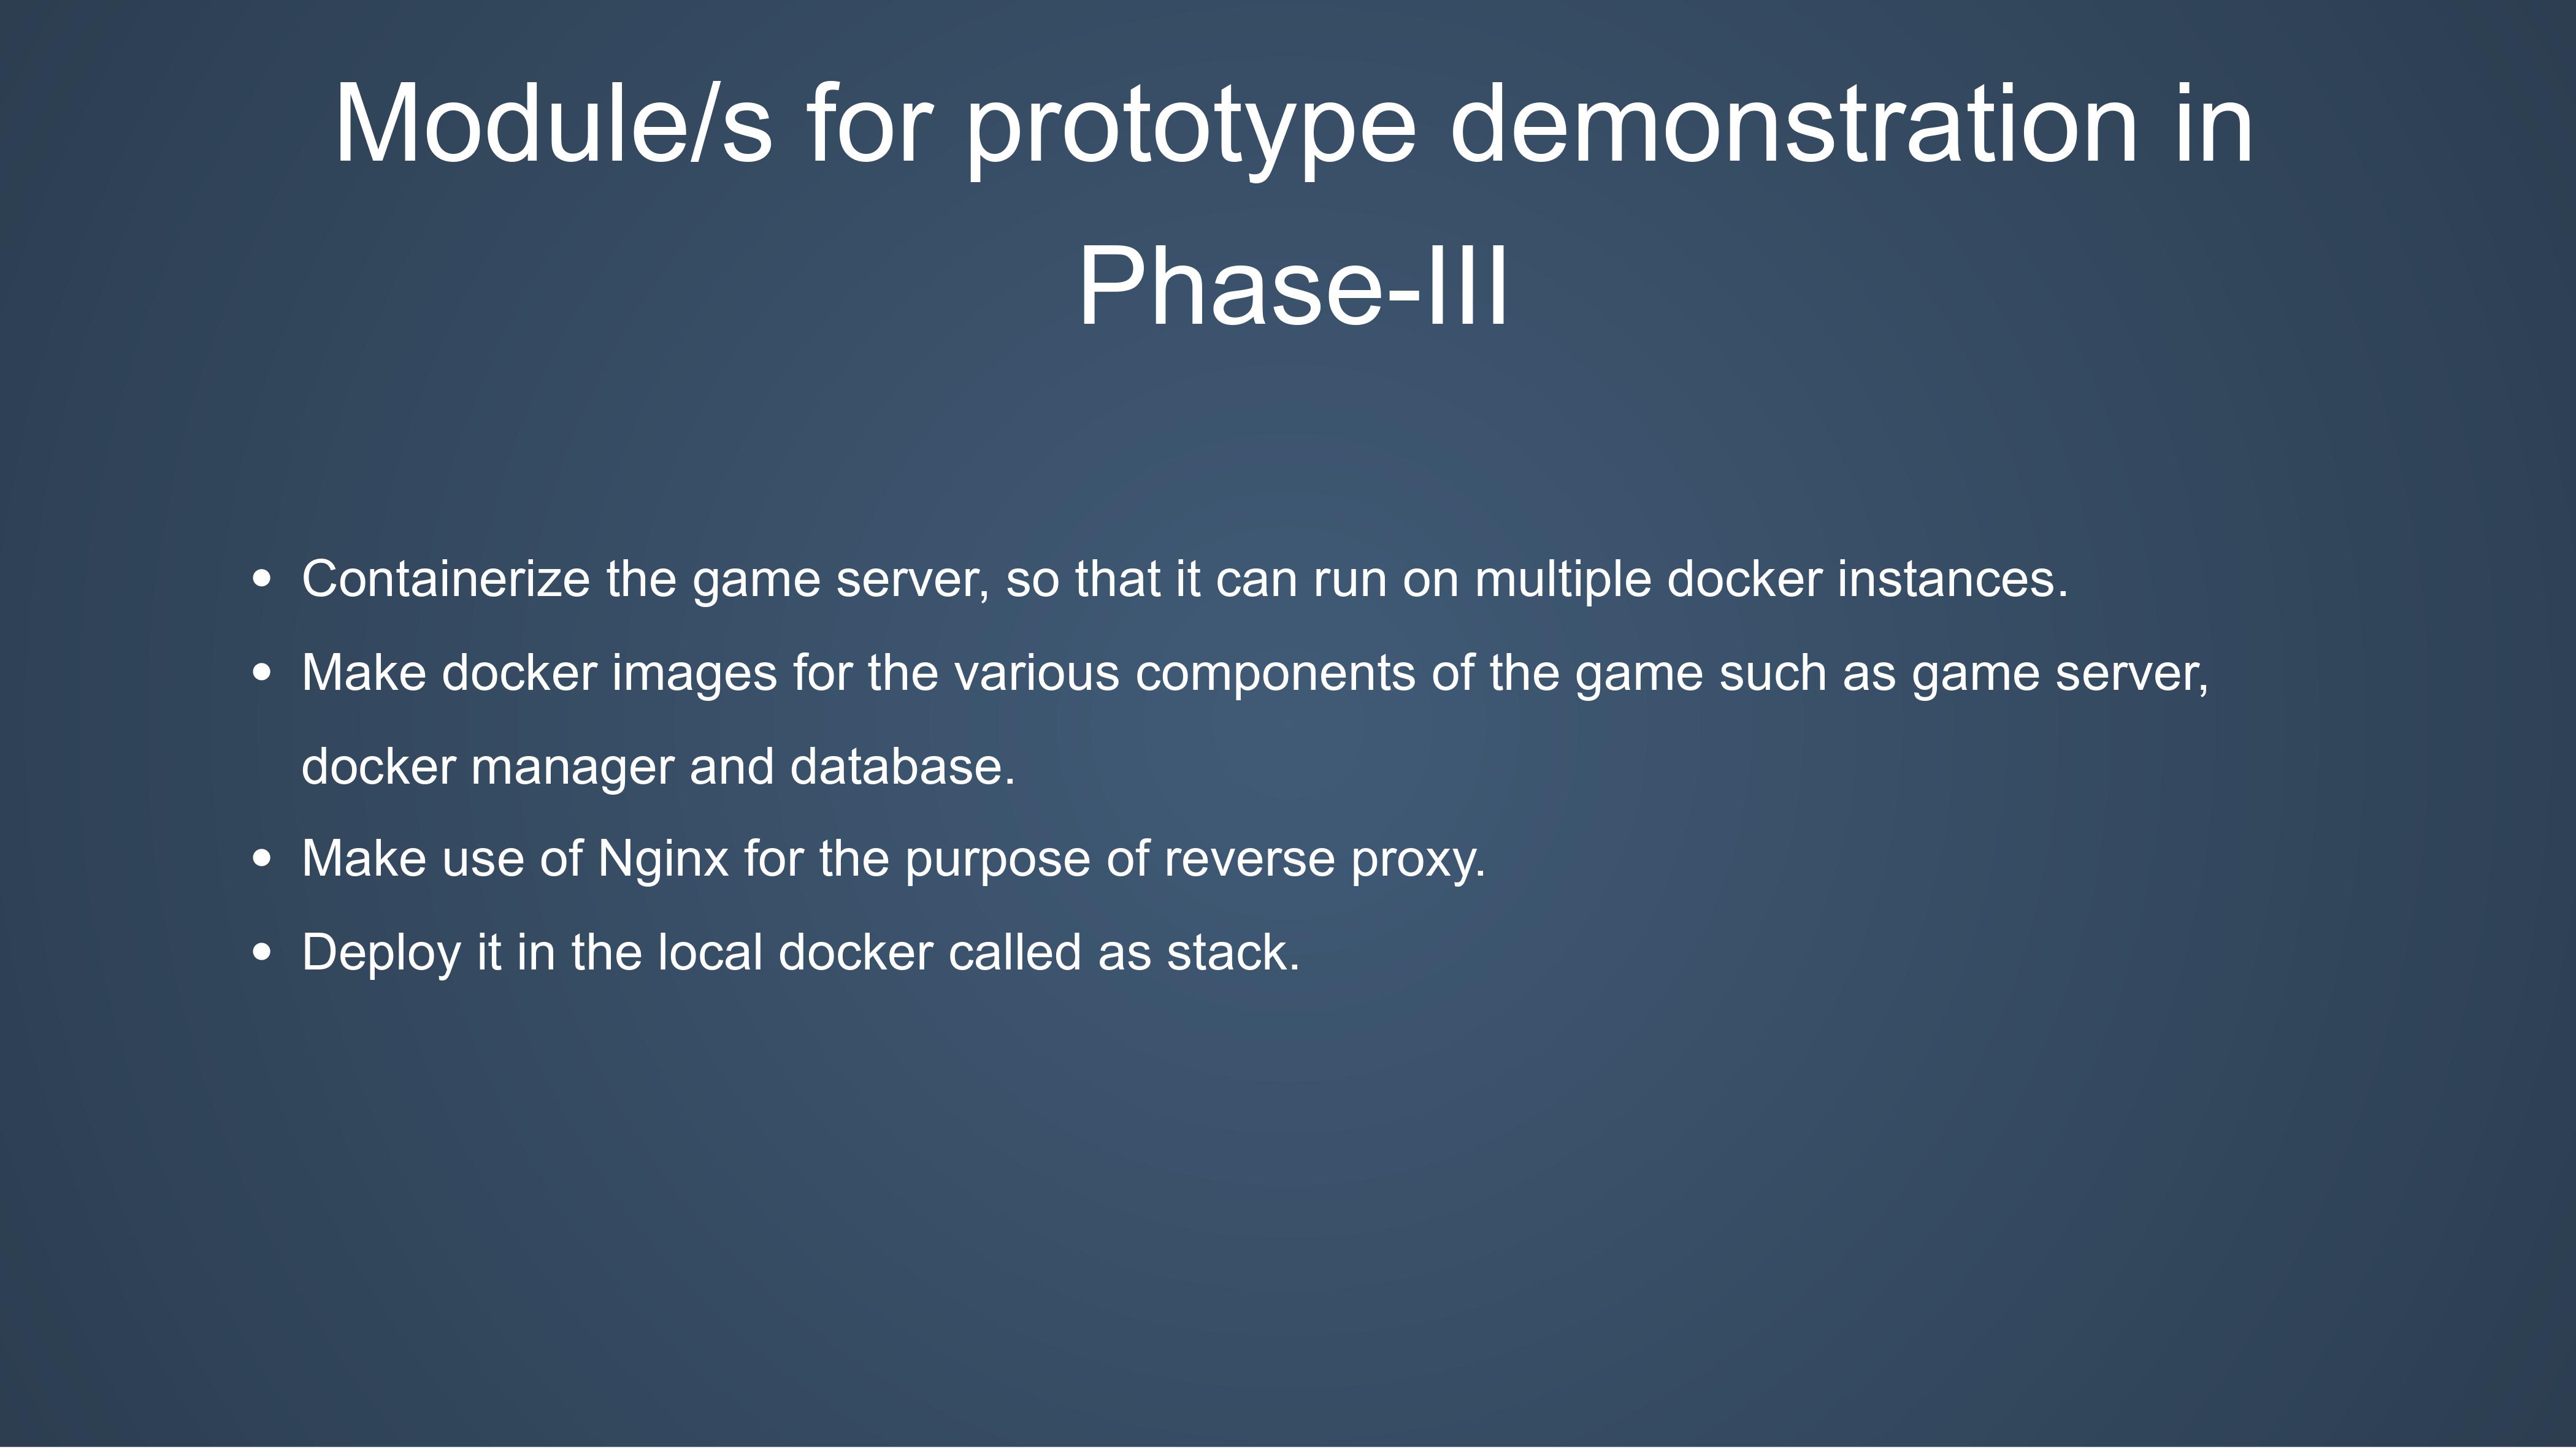 Module/s for prototype demonstration in
Phase-III
• Containerize the game server, so that it can run on multiple docker instances.
• Make docker images for the various components of the game such as game server,
docker manager and database.
• Make use of Nginx for the purpose of reverse proxy.
• Deploy it in the local docker called as stack.